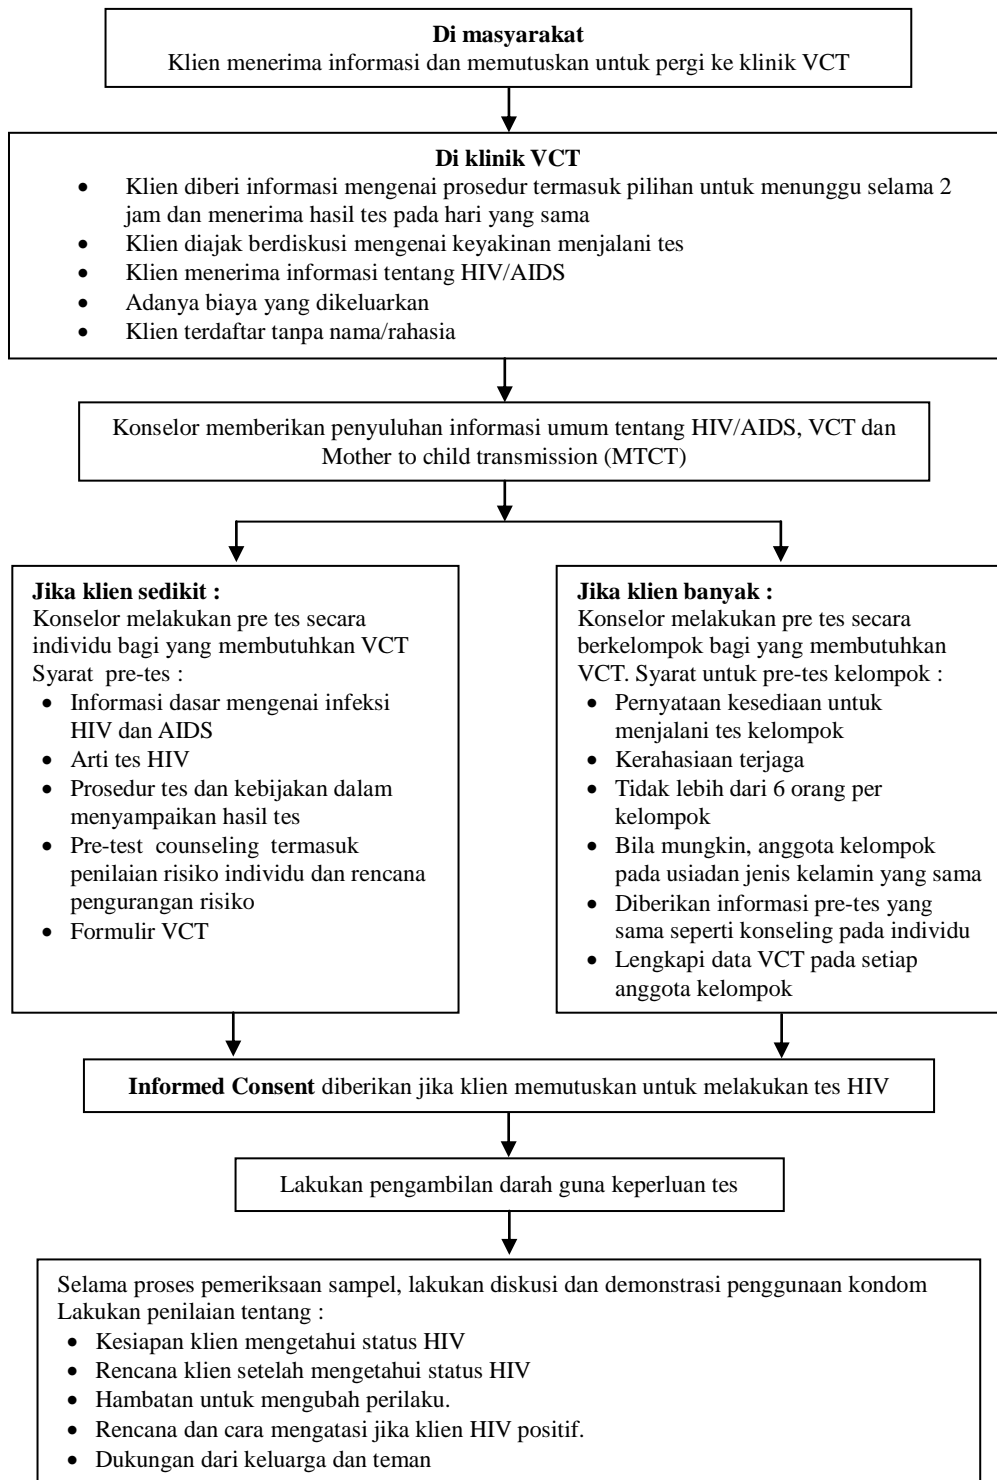 Di masyarakat
Klien menerima informasi dan memutuskan untuk pergi ke klinik VCT
Di klinik VCT
• Klien diberi informasi mengenai prosedur termasuk pilihan untuk menunggu selama 2
jam dan menerima hasil tes pada hari yang sama
• Klien diajak berdiskusi mengenai keyakinan menjalani tes
• Klien menerima informasi tentang HIV/AIDS
• Adanya biaya yang dikeluarkan
• Klien terdaftar tanpa nama/rahasia
Konselor memberikan penyuluhan informasi umum tentang HIV/AIDS, VCT dan
Mother to child transmission (MTCT)
Jika klien sedikit :
Konselor melakukan pre tes secara
individu bagi yang membutuhkan VCT
Syarat pre-tes :
• Informasi dasar mengenai infeksi
HIV dan AIDS
• Arti tes HIV
• Prosedur tes dan kebijakan dalam
menyampaikan hasil tes
• Pre-test counseling termasuk
penilaian risiko individu dan rencana
pengurangan risiko
• Formulir VCT
Jika klien banyak :
Konselor melakukan pre tes secara
berkelompok bagi yang membutuhkan
VCT. Syarat untuk pre-tes kelompok :
• Pernyataan kesediaan untuk
menjalani tes kelompok
• Kerahasiaan terjaga
• Tidak lebih dari 6 orang per
kelompok
• Bila mungkin, anggota kelompok
pada usiadan jenis kelamin yang sama
• Diberikan informasi pre-tes yang
sama seperti konseling pada individu
• Lengkapi data VCT pada setiap
anggota kelompok
Informed Consent diberikan jika klien memutuskan untuk melakukan tes HIV
Lakukan pengambilan darah guna keperluan tes
Selama proses pemeriksaan sampel, lakukan diskusi dan demonstrasi penggunaan kondom
Lakukan penilaian tentang :
• Kesiapan klien mengetahui status HIV
• Rencana klien setelah mengetahui status HIV
• Hambatan untuk mengubah perilaku.
• Rencana dan cara mengatasi jika klien HIV positif.
• Dukungan dari keluarga dan teman